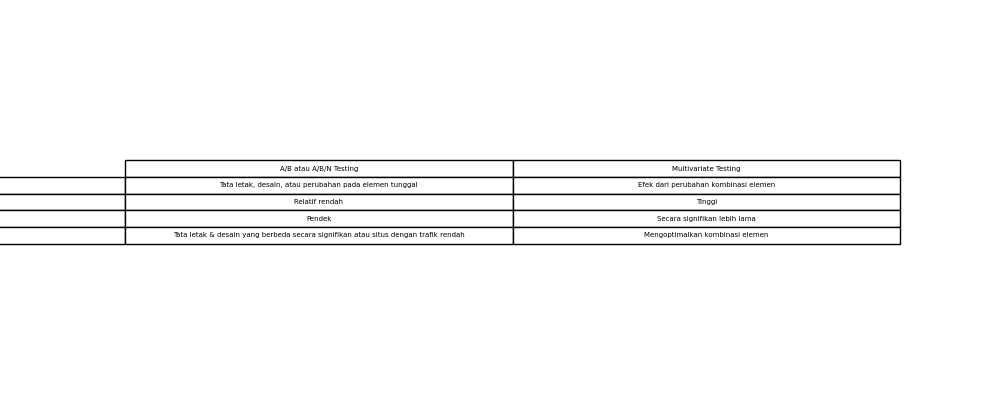 A/B atau A/B/N Testing Multivariate Testing
Tata letak, desain, atau perubahan pada elemen tunggal Efek dari perubahan kombinasi elemen
Relatif rendah Tinggi
Pendek Secara signifikan lebih lama
Tata letak & desain yang berbeda secara signifikan atau situs dengan trafik rendah Mengoptimalkan kombinasi elemen